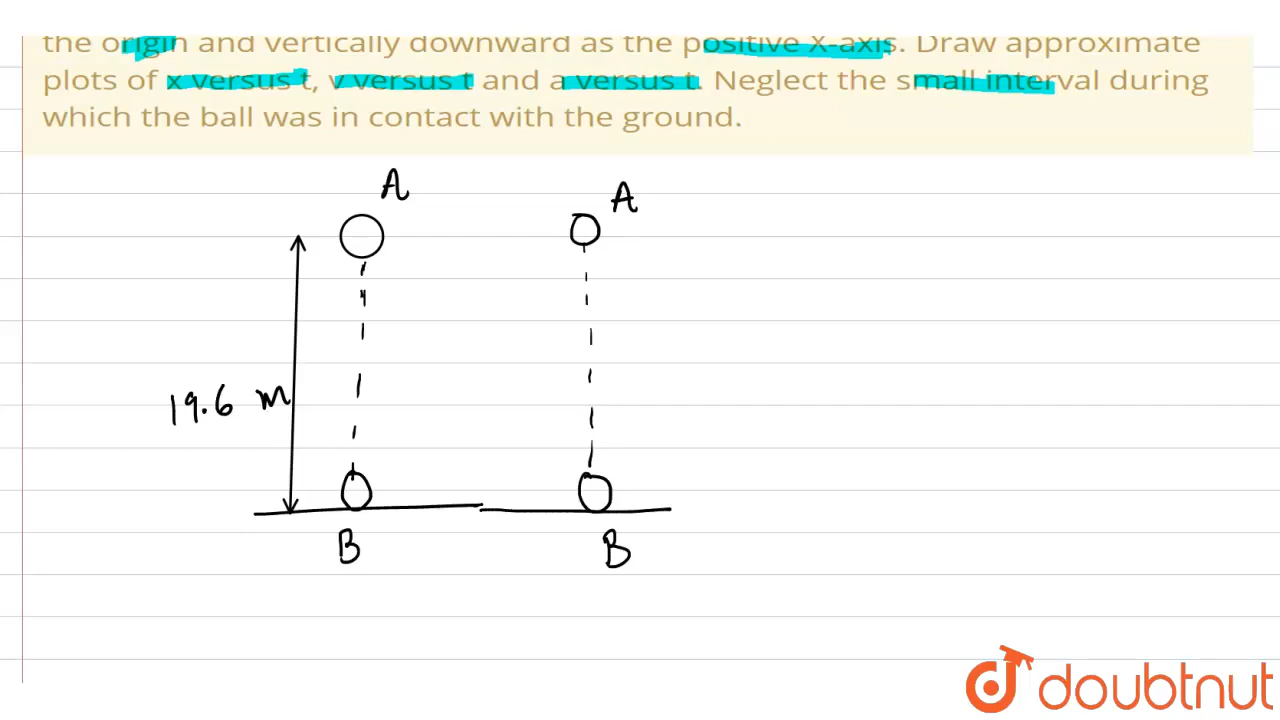 the origin and vertically downward as the positive X-axis. Draw approximate
plots of x versus t, v versus t and a versus t. Neglect the small interval during
which the ball was in contact with the ground.
A
A
19.6 m
B
B
doubtnut